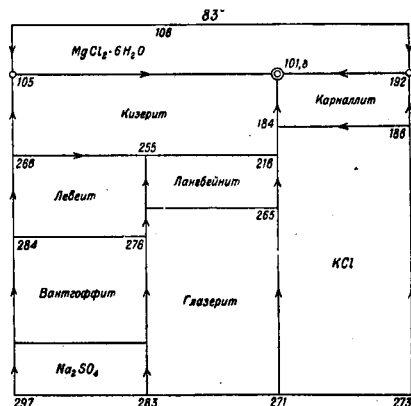 83°
108
MgCl₂·6H₂O
105
101,8
192
Карналлит
Кизерит
184
186
268
255
218
Левеит
Лангбейнит
265
284
276
KCl
Вантгоффит
Глазерит
Na₂SO₄
297
283
271
273